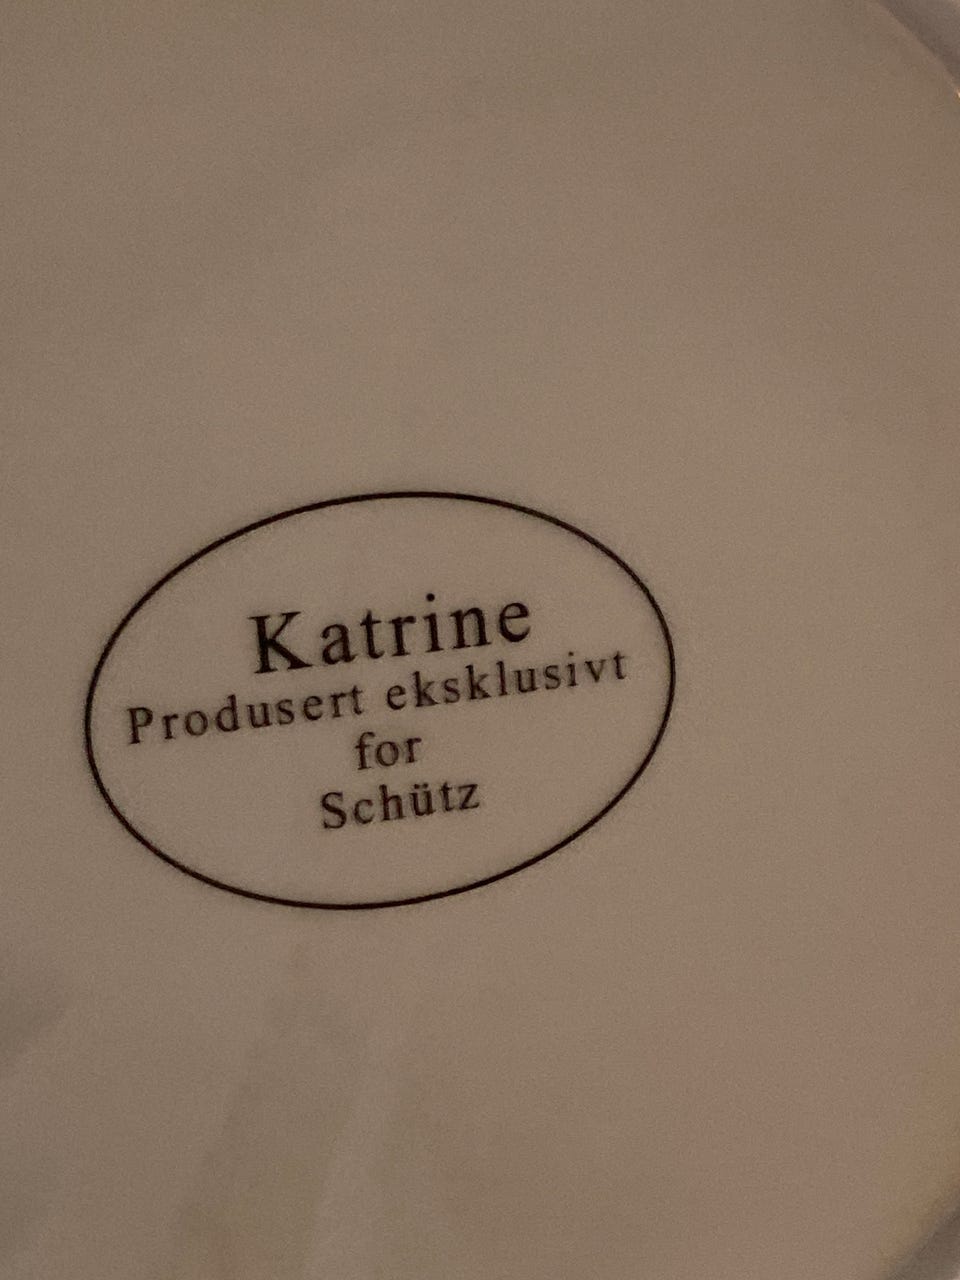 Katrine
Produsert eksklusivt
for
Schütz